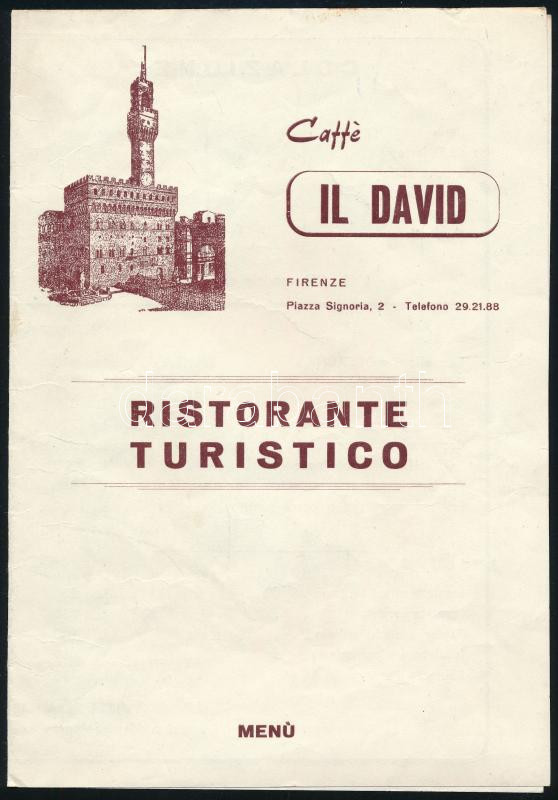 Caffè
IL DAVID
FIRENZE
Piazza Signoria, 2 - Telefono 29.21.88
RISTORANTE
TURISTICO
MENÙ